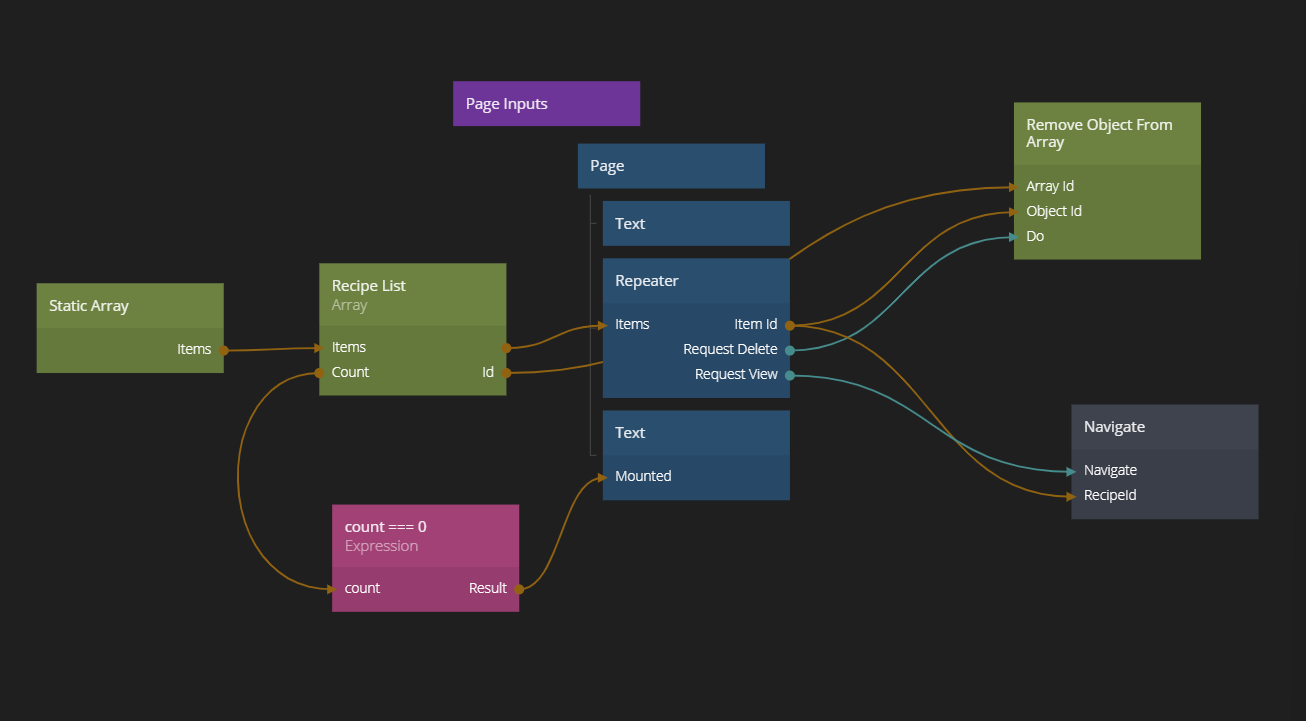 Page Inputs
Page
Text
Repeater
Items
Item Id
Request Delete
Request View
Text
Mounted
Static Array
Items
Recipe List
Array
Items
Count
Id
count === 0
Expression
count
Result
Remove Object From
Array
Array Id
Object Id
Do
Navigate
Navigate
RecipeId